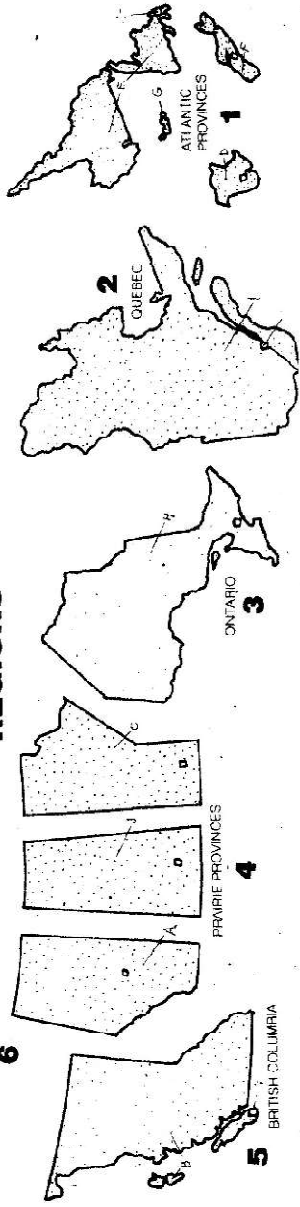 REGIONS
6
5
BRITISH COLUMBIA
B
A
J
C
PRAIRIE PROVINCES
4
H
ONTARIO
3
2
QUEBEC
I
E
G
ATLANTIC
PROVINCES
1
D
F